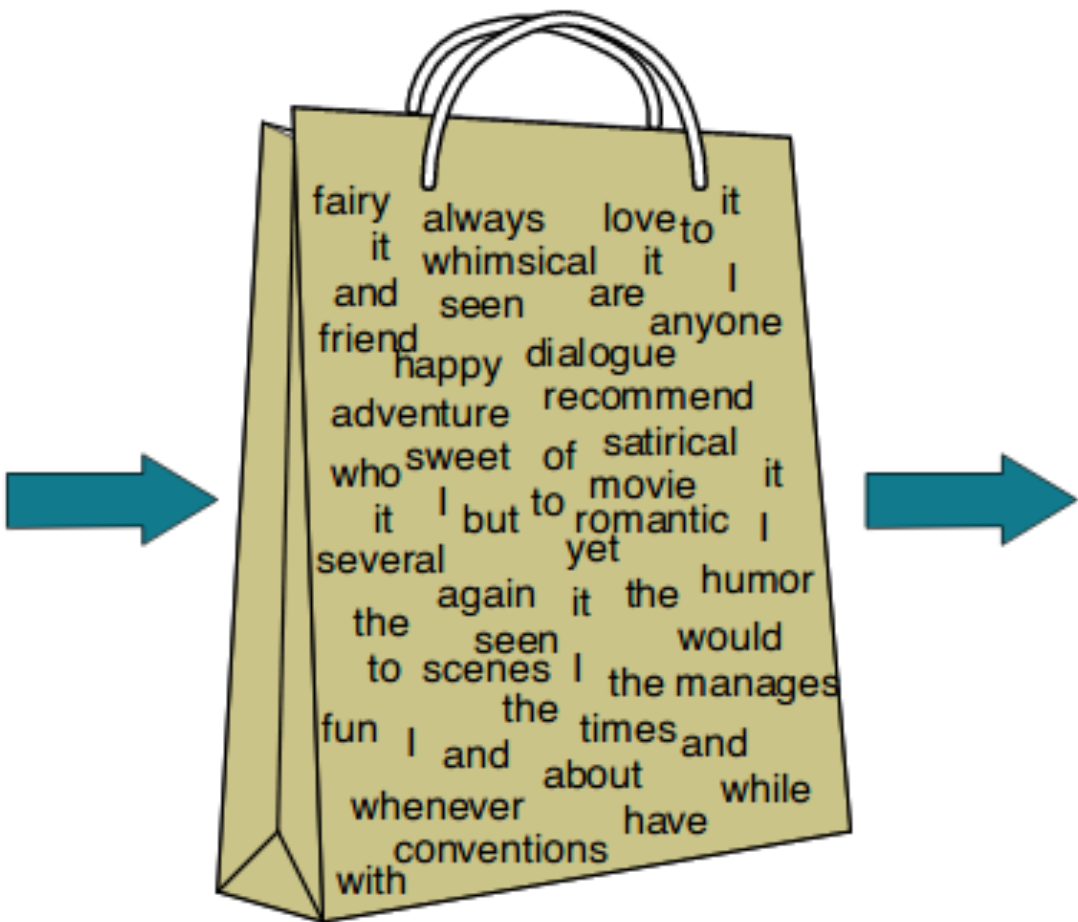 fairy always love to it
it whimsical it I
and seen are anyone
friend happy dialogue
adventure recommend
who sweet of satirical it
it I but to movie romantic I
several yet
again it the humor
the seen would
to scenes I the manages
fun I and the times and
about while
whenever have
conventions
with